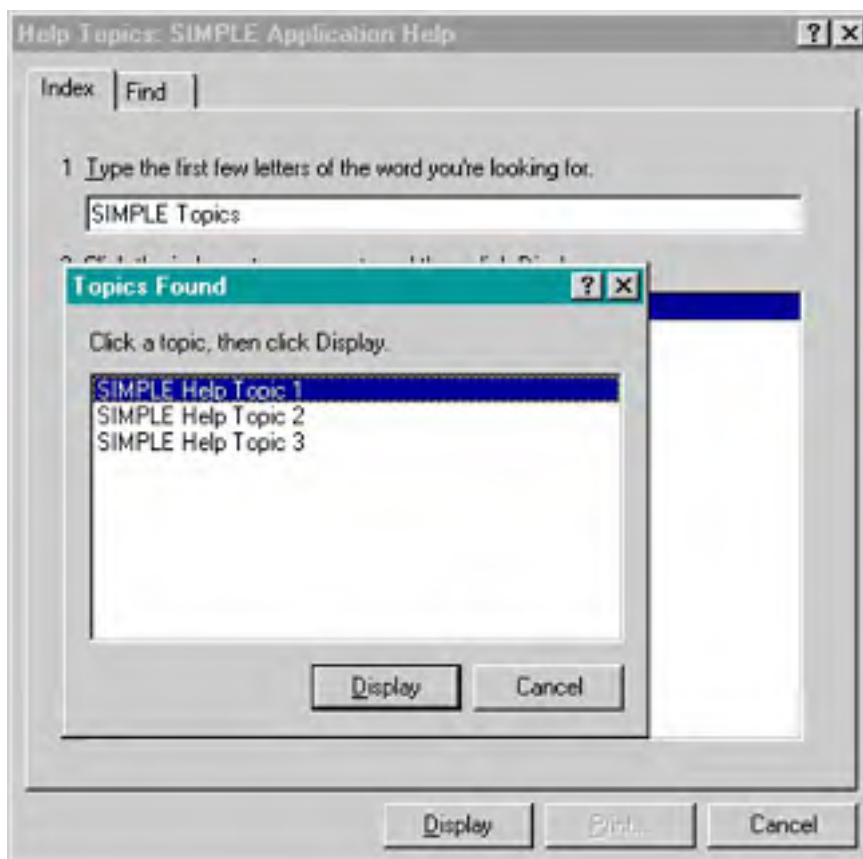 Help Topics: SIMPLE Application Help
Index Find
1 Type the first few letters of the word you're looking for.
SIMPLE Topics
Topics Found
Click a topic, then click Display.
SIMPLE Help Topic 1
SIMPLE Help Topic 2
SIMPLE Help Topic 3
Display Cancel
Display Print... Cancel